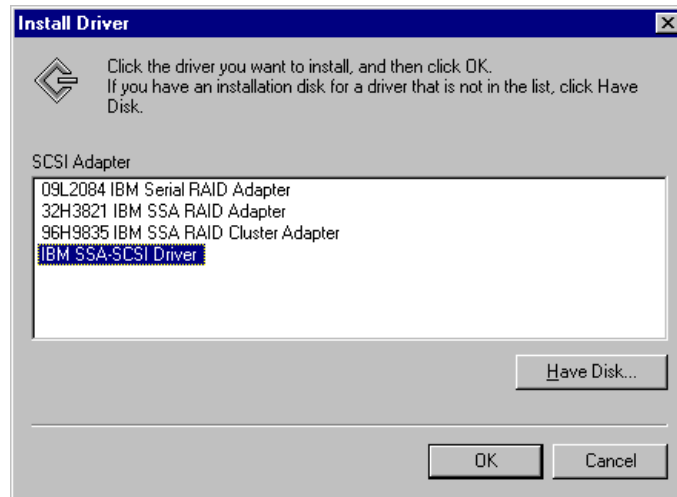 Install Driver
Click the driver you want to install, and then click OK.
If you have an installation disk for a driver that is not in the list, click Have
Disk.
SCSI Adapter
09L2084 IBM Serial RAID Adapter
32H3821 IBM SSA RAID Adapter
96H9835 IBM SSA RAID Cluster Adapter
IBM SSA-SCSI Driver
Have Disk...
OK Cancel